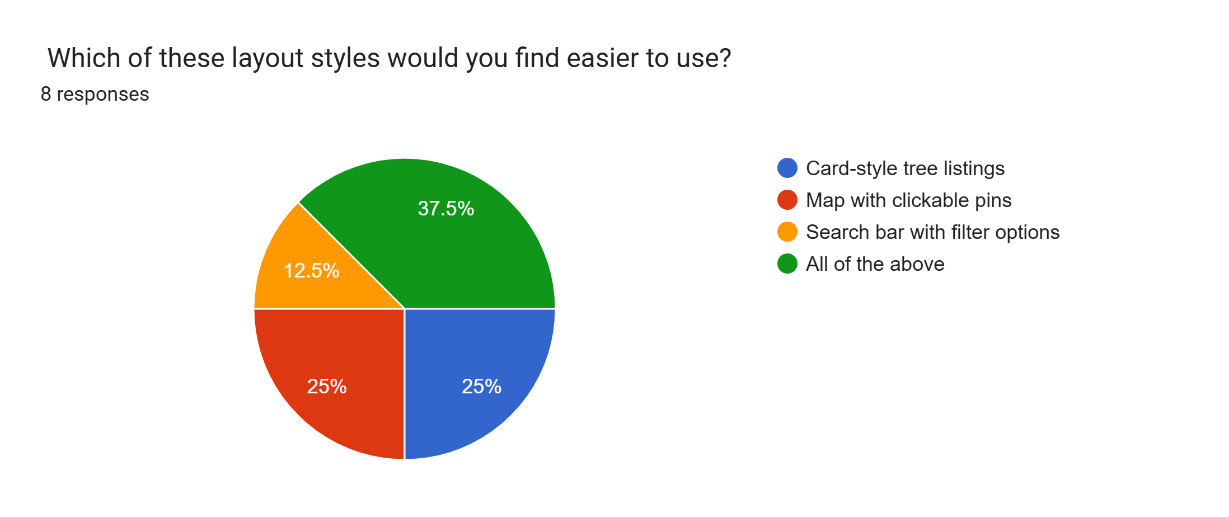 Which of these layout styles would you find easier to use?
8 responses
37.5%
12.5%
25%
25%
Card-style tree listings
Map with clickable pins
Search bar with filter options
All of the above